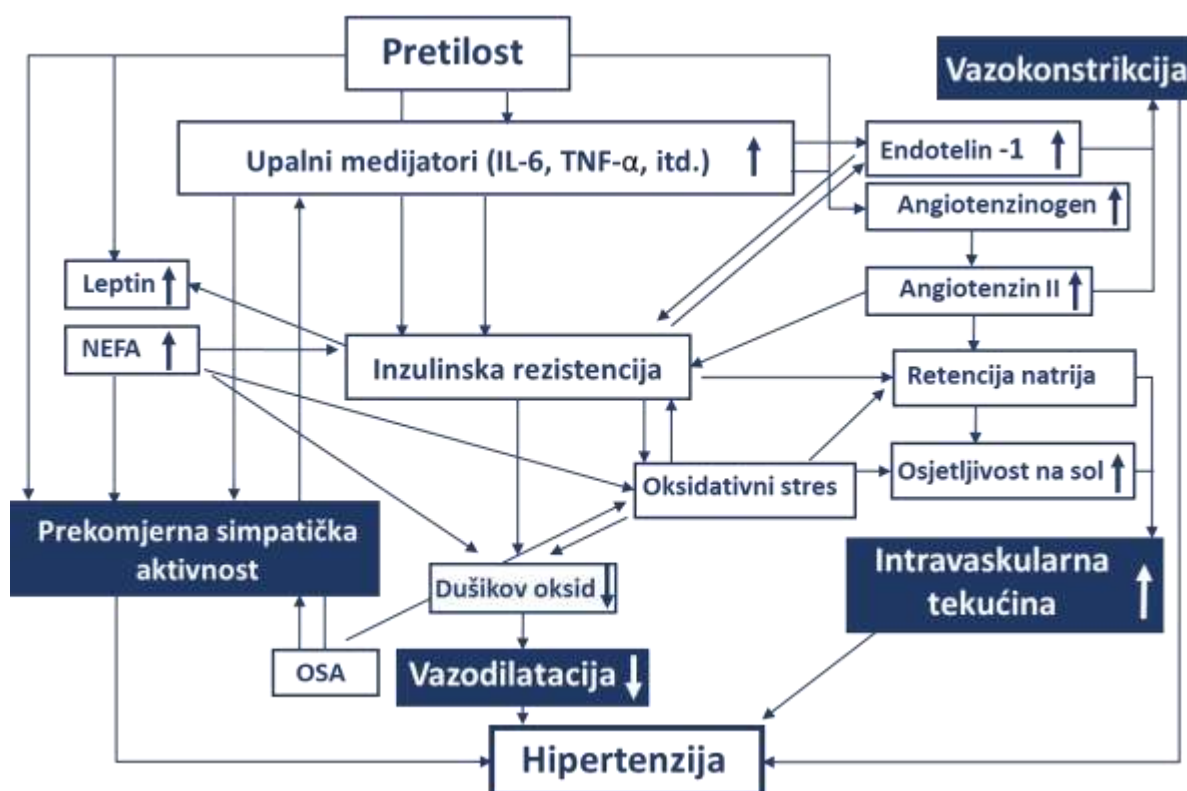 Pretilost
Vazokonstrikcija
Upalni medijatori (IL-6, TNF-α, itd.)
Endotelin -1
Angiotenzinogen
Leptin
Angiotenzin II
NEFA
Inzulinska rezistencija
Retencija natrija
Oksidativni stres
Osjetljivost na sol
Prekomjerna simpatička
aktivnost
Intravaskularna
tekućina
Dušikov oksid
OSA
Vazodilatacija
Hipertenzija